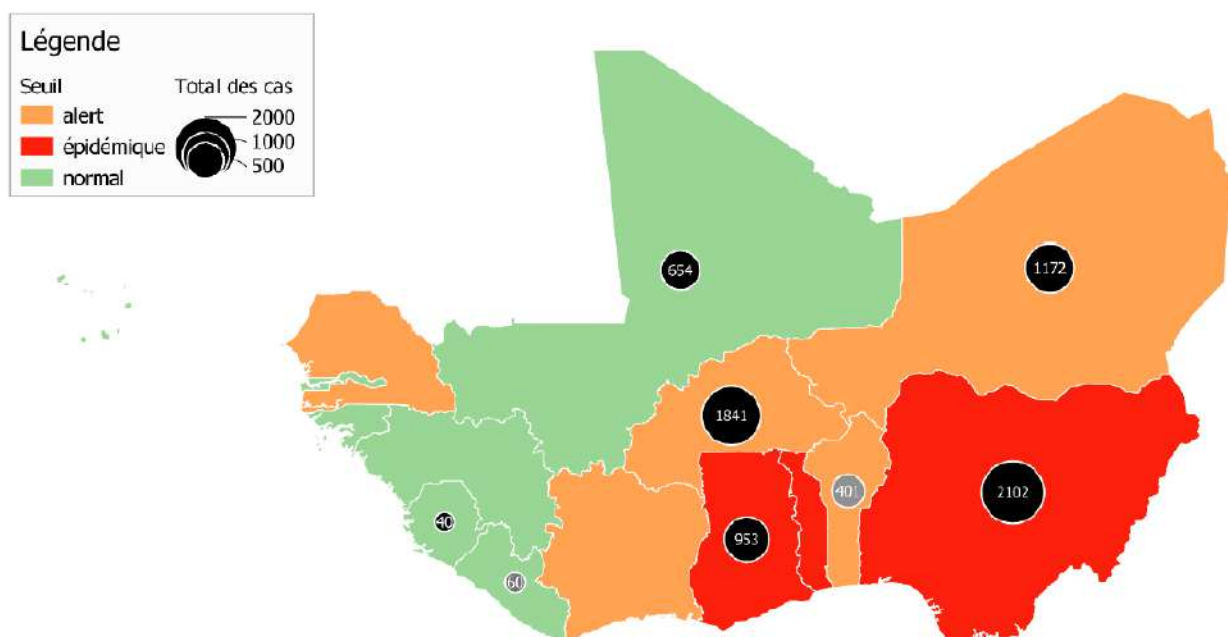 Légende
Seuil Total des cas
alert 2000
épidémique 1000
normal 500
654
1172
1841
401
2102
40
953
60